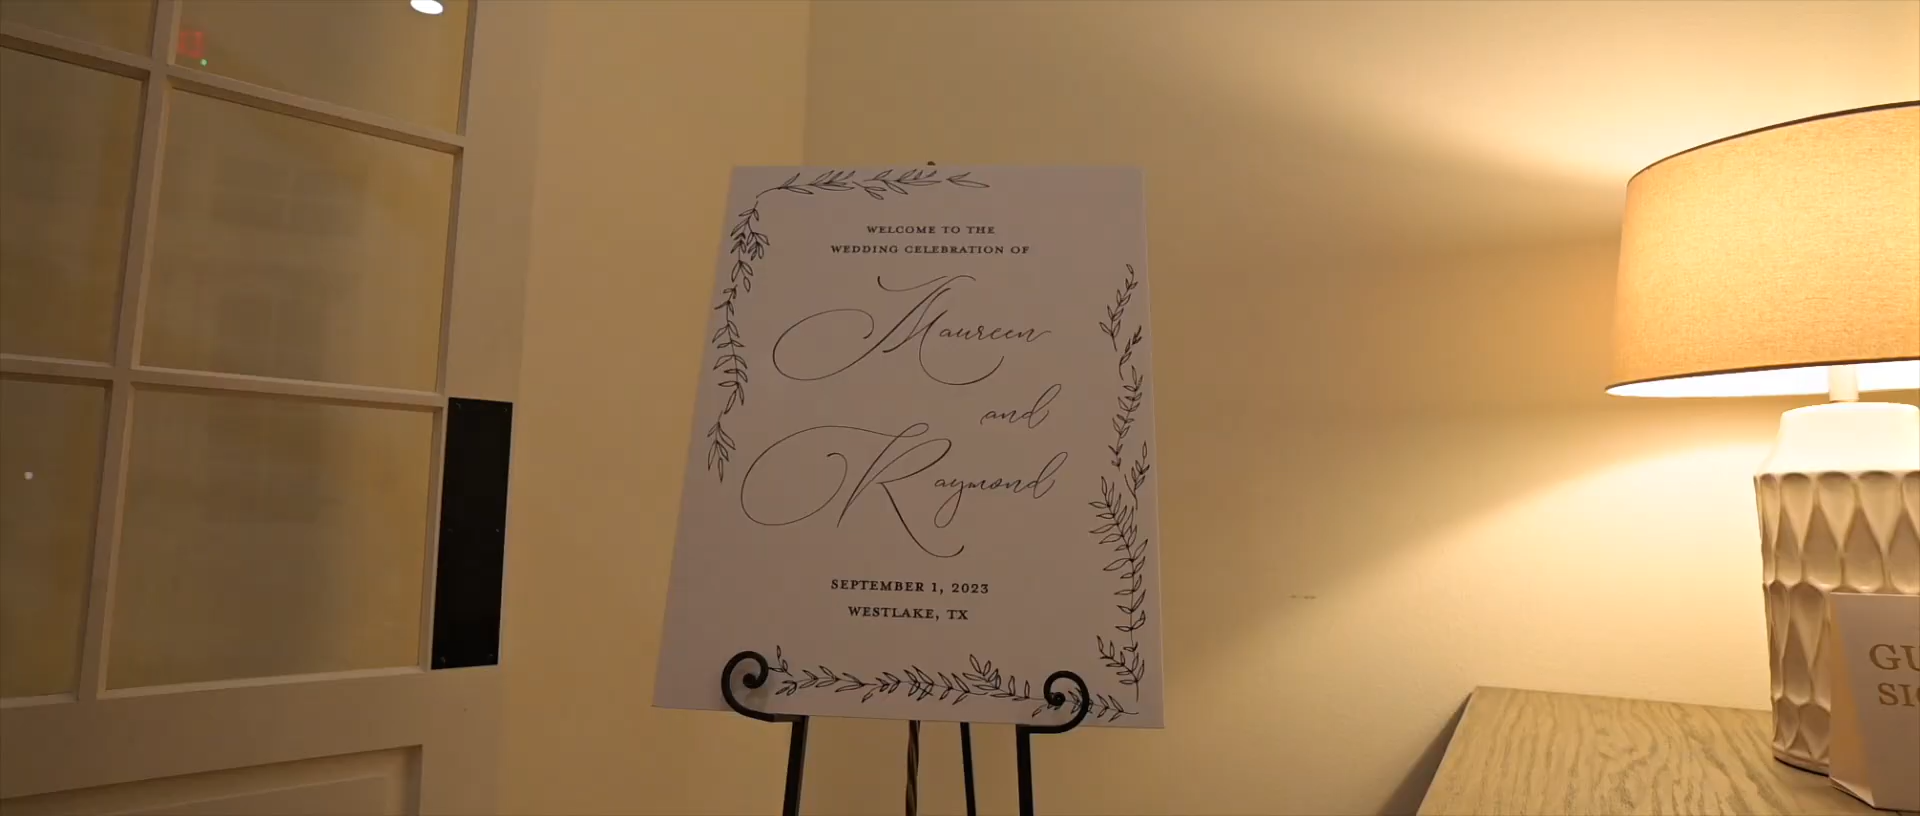 WELCOME TO THE
WEDDING CELEBRATION OF
Maureen
and
Raymond
SEPTEMBER 1, 2023
WESTLAKE, TX